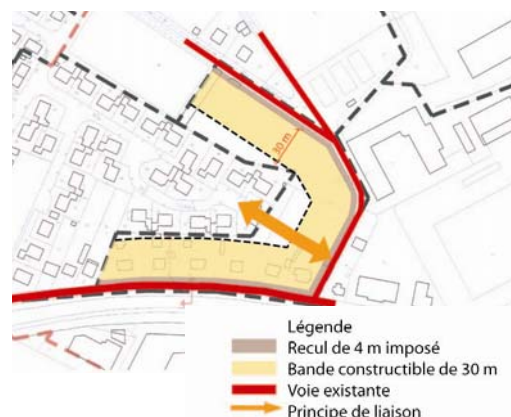 30 m
Légende
Recul de 4 m imposé
Bande constructible de 30 m
Voie existante
Principe de liaison